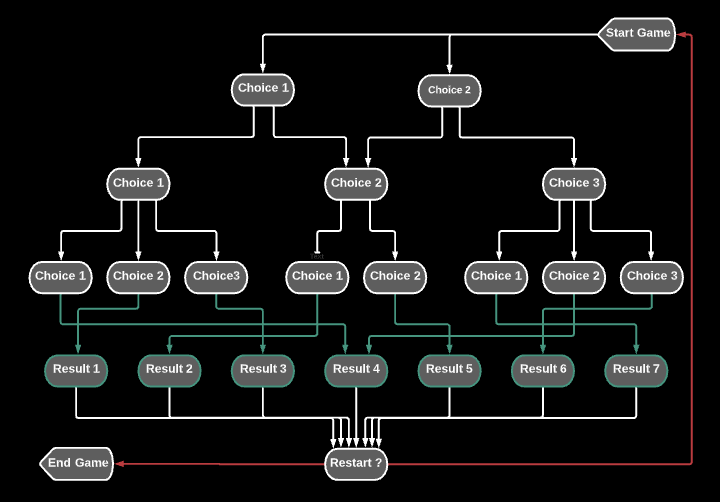 Start Game
Choice 1
Choice 2
Choice 1
Choice 2
Choice 3
Text
Choice 1
Choice 2
Choice3
Choice 1
Choice 2
Choice 1
Choice 2
Choice 3
Result 1
Result 2
Result 3
Result 4
Result 5
Result 6
Result 7
End Game
Restart ?